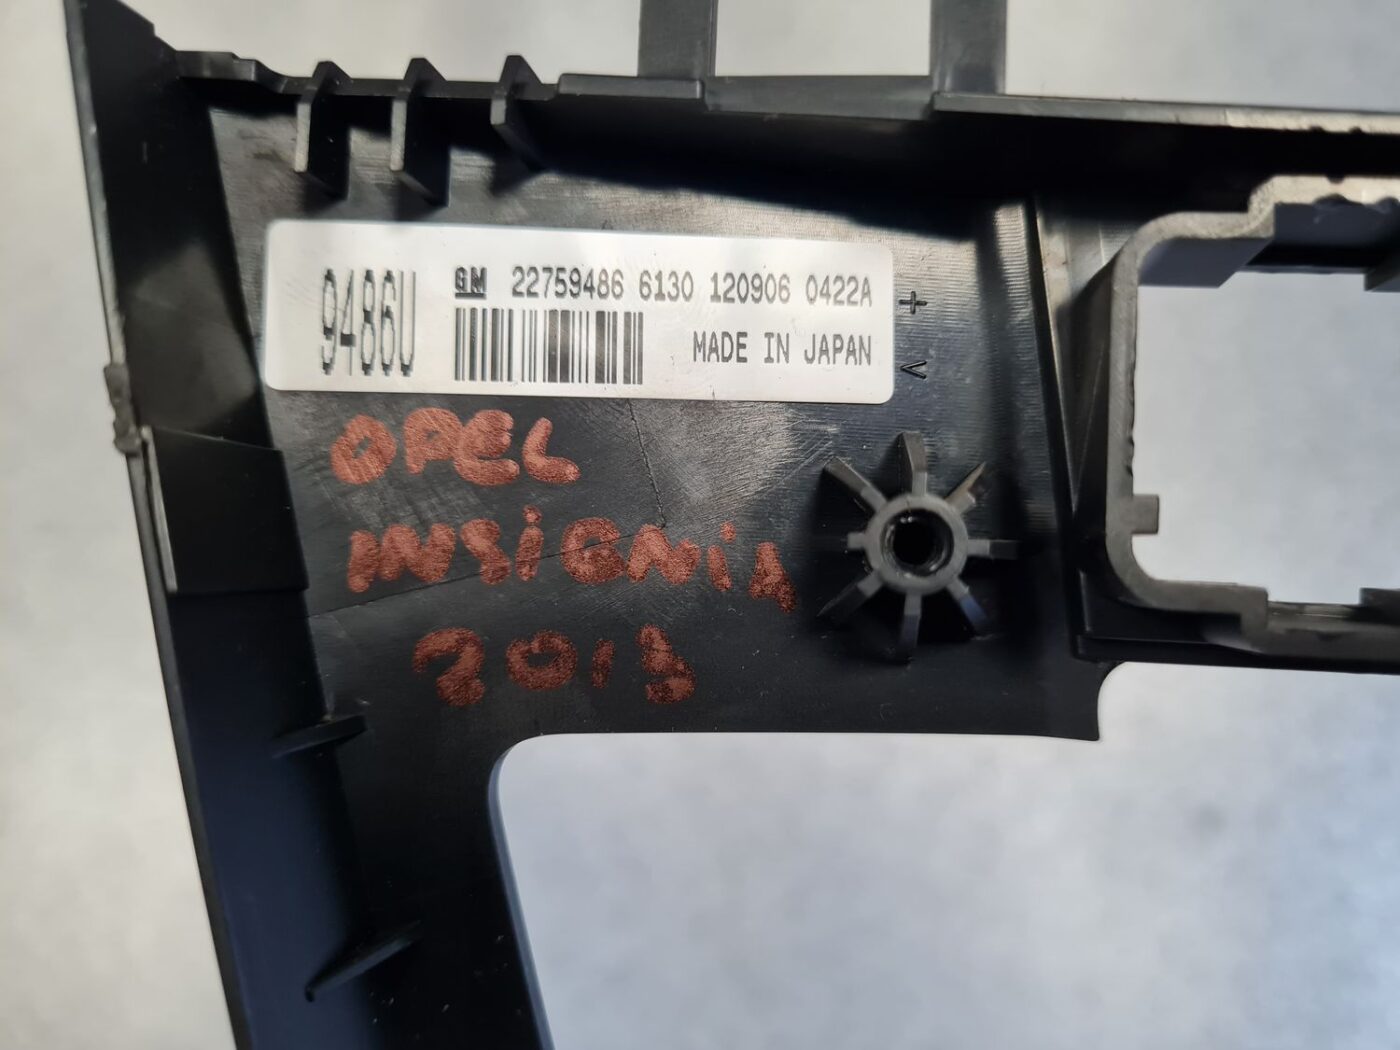 9486U
GM 22759486 6130 120906 0422A
MADE IN JAPAN
+
<
OPEL
INSiGNiA
2013